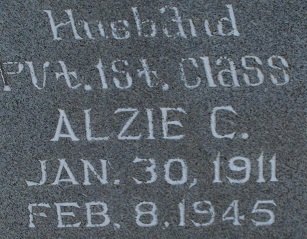 Husband
Pvt. 1st. Class
ALZIE C.
JAN. 30, 1911
FEB. 8, 1945